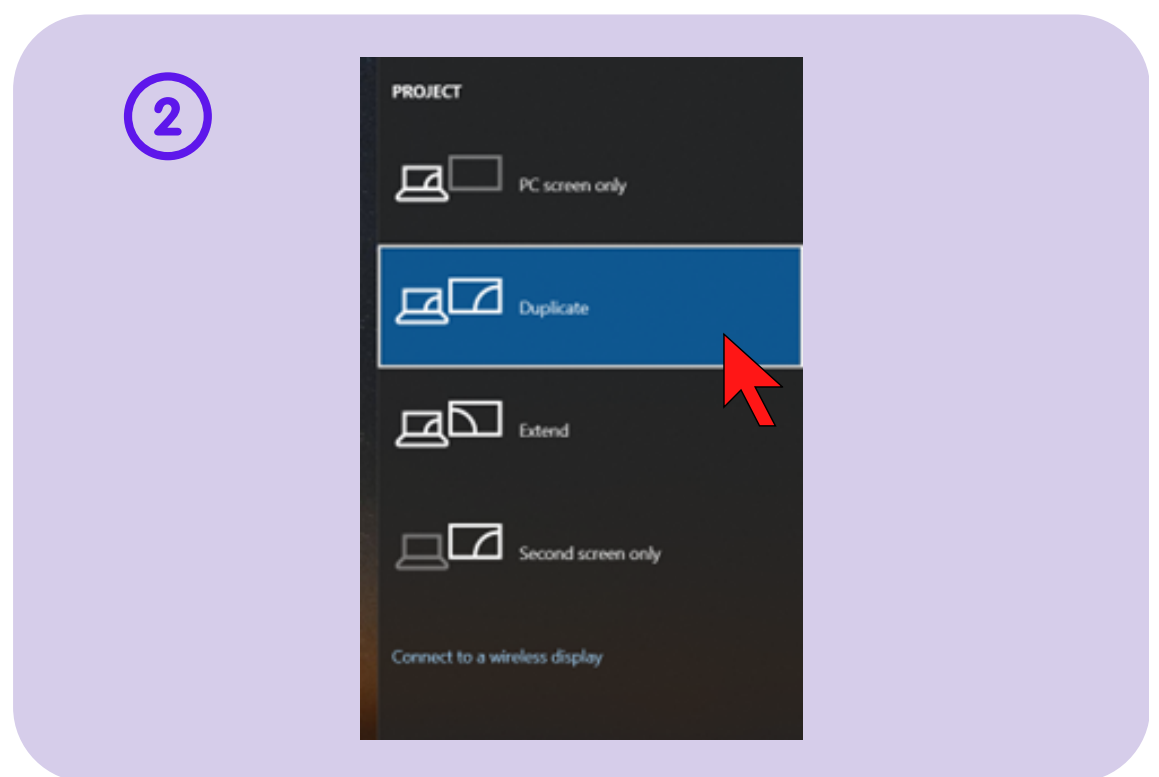 2
PROJECT
PC screen only
Duplicate
Extend
Second screen only
Connect to a wireless display